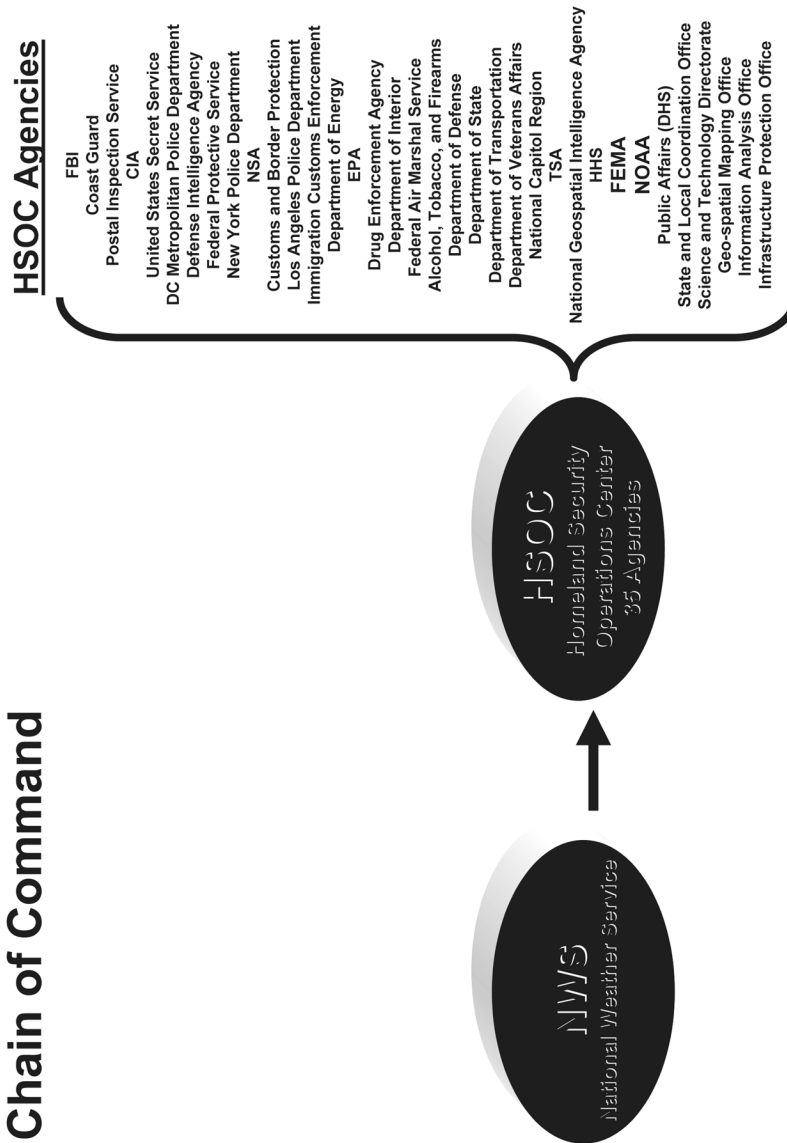 Chain of Command
NWS
National Weather Service
HSOC
Homeland Security
Operations Center
35 Agencies
HSOC Agencies
FBI
Coast Guard
Postal Inspection Service
CIA
United States Secret Service
DC Metropolitan Police Department
Defense Intelligence Agency
Federal Protective Service
New York Police Department
NSA
Customs and Border Protection
Los Angeles Police Department
Immigration Customs Enforcement
Department of Energy
EPA
Drug Enforcement Agency
Department of Interior
Federal Air Marshal Service
Alcohol, Tobacco, and Firearms
Department of Defense
Department of State
Department of Transportation
Department of Veterans Affairs
National Capitol Region
TSA
National Geospatial Intelligence Agency
HHS
FEMA
NOAA
Public Affairs (DHS)
State and Local Coordination Office
Science and Technology Directorate
Geo-spatial Mapping Office
Information Analysis Office
Infrastructure Protection Office